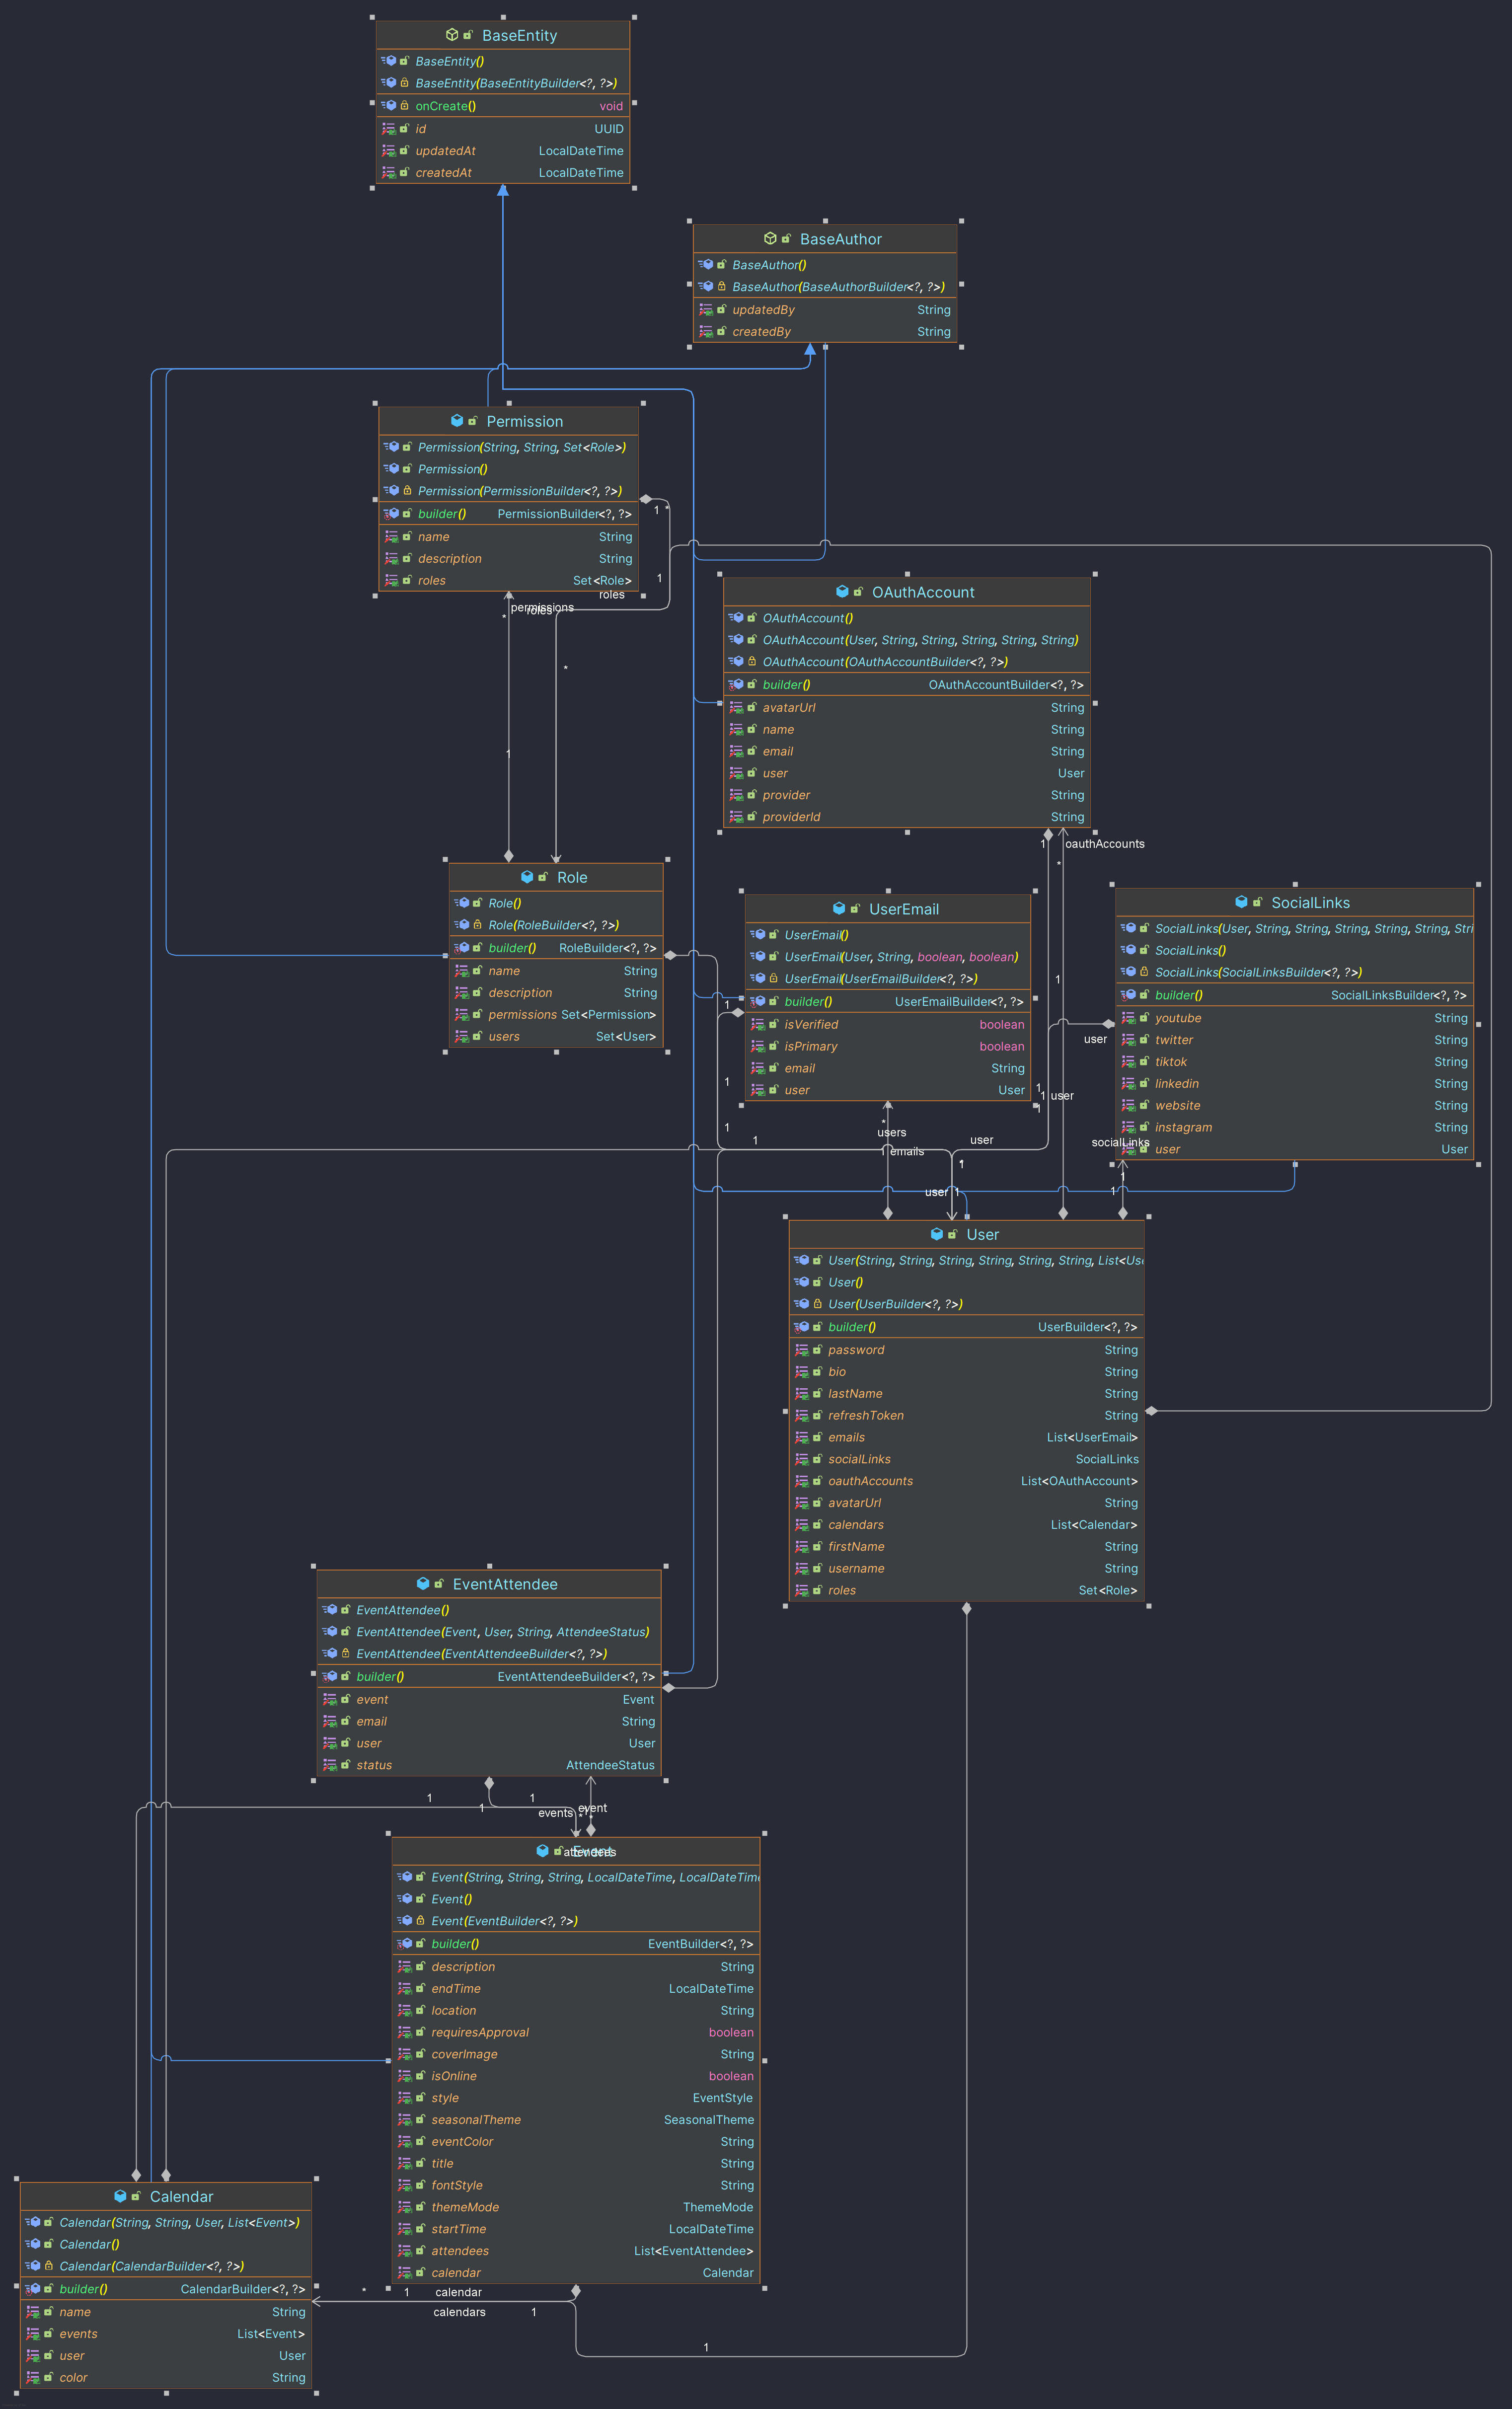 BaseEntity
BaseEntity()
BaseEntity(BaseEntityBuilder<?, ?>)
onCreate() void
id UUID
updatedAt LocalDateTime
createdAt LocalDateTime
BaseAuthor
BaseAuthor()
BaseAuthor(BaseAuthorBuilder<?, ?>)
updatedBy String
createdBy String
Permission
Permission(String, String, Set<Role>)
Permission()
Permission(PermissionBuilder<?, ?>)
builder() PermissionBuilder<?, ?>
name String
description String
roles Set<Role>
1 *
1
roles
permissions
roles
*
*
1
OAuthAccount
OAuthAccount()
OAuthAccount(User, String, String, String, String, String)
OAuthAccount(OAuthAccountBuilder<?, ?>)
builder() OAuthAccountBuilder<?, ?>
avatarUrl String
name String
email String
user User
provider String
providerId String
1 oauthAccounts
*
Role
Role()
Role(RoleBuilder<?, ?>)
builder() RoleBuilder<?, ?>
name String
description String
permissions Set<Permission>
users Set<User>
UserEmail
UserEmail()
UserEmail(User, String, boolean, boolean)
UserEmail(UserEmailBuilder<?, ?>)
builder() UserEmailBuilder<?, ?>
isVerified boolean
isPrimary boolean
email String
user User
SocialLinks
SocialLinks(User, String, String, String, String, String, Stri
SocialLinks()
SocialLinks(SocialLinksBuilder<?, ?>)
builder() SocialLinksBuilder<?, ?>
youtube String
twitter String
tiktok String
linkedin String
website String
instagram String
user User
1
1
user
1
1
1 user
1
1
*
users
1 user
socialLinks
1 emails
*
1
1
user 1
1
User
User(String, String, String, String, String, String, List<Use
User()
User(UserBuilder<?, ?>)
builder() UserBuilder<?, ?>
password String
bio String
lastName String
refreshToken String
emails List<UserEmail>
socialLinks SocialLinks
oauthAccounts List<OAuthAccount>
avatarUrl String
calendars List<Calendar>
firstName String
username String
roles Set<Role>
EventAttendee
EventAttendee()
EventAttendee(Event, User, String, AttendeeStatus)
EventAttendee(EventAttendeeBuilder<?, ?>)
builder() EventAttendeeBuilder<?, ?>
event Event
email String
user User
status AttendeeStatus
1 1
1 event
events *
*
Event
attendees
Event(String, String, String, LocalDateTime, LocalDateTime
Event()
Event(EventBuilder<?, ?>)
builder() EventBuilder<?, ?>
description String
endTime LocalDateTime
location String
requiresApproval boolean
coverImage String
isOnline boolean
style EventStyle
seasonalTheme SeasonalTheme
eventColor String
title String
fontStyle String
themeMode ThemeMode
startTime LocalDateTime
attendees List<EventAttendee>
calendar Calendar
Calendar
Calendar(String, String, User, List<Event>)
Calendar()
Calendar(CalendarBuilder<?, ?>)
builder() CalendarBuilder<?, ?>
name String
events List<Event>
user User
color String
* 1 calendar
calendars 1
1